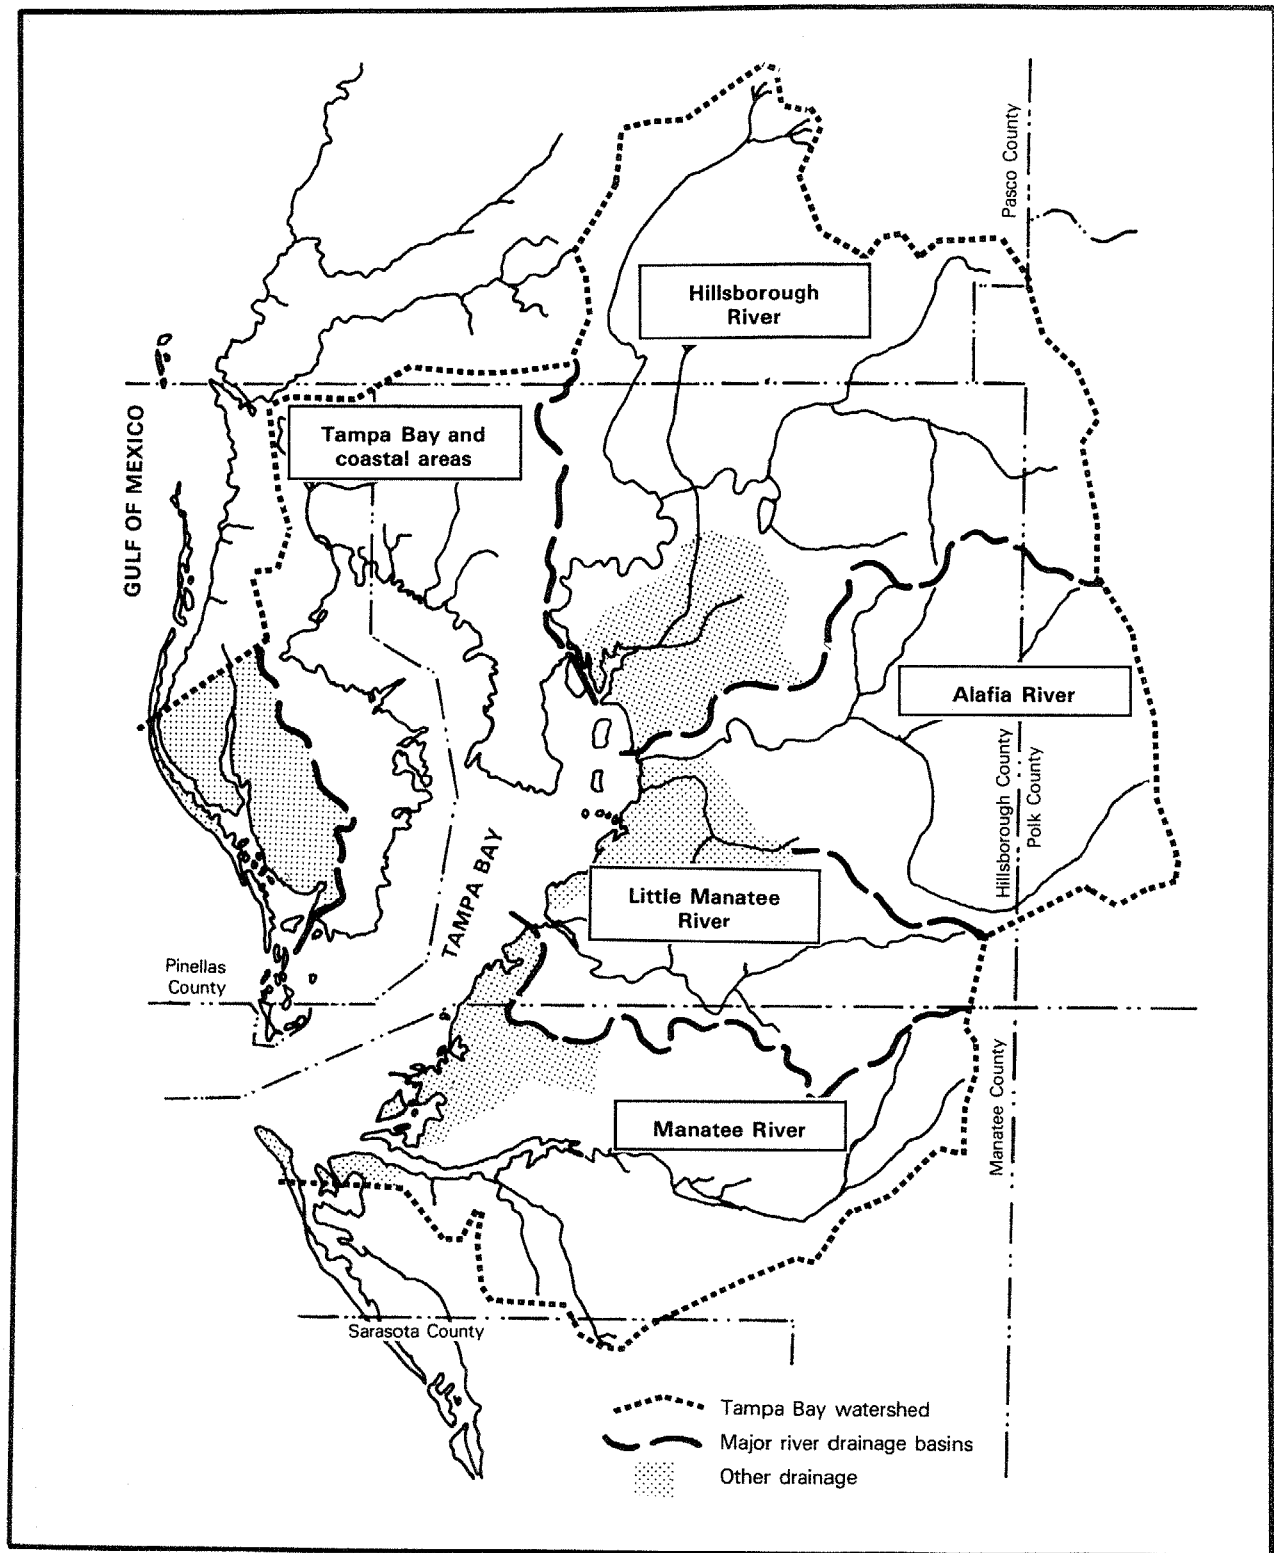 Pasco County
Hillsborough
River
GULF OF MEXICO
Tampa Bay and
coastal areas
Alafia River
Hillsborough County
Polk County
TAMPA BAY
Little Manatee
River
Pinellas
County
Manatee County
Manatee River
Sarasota County
Tampa Bay watershed
Major river drainage basins
Other drainage